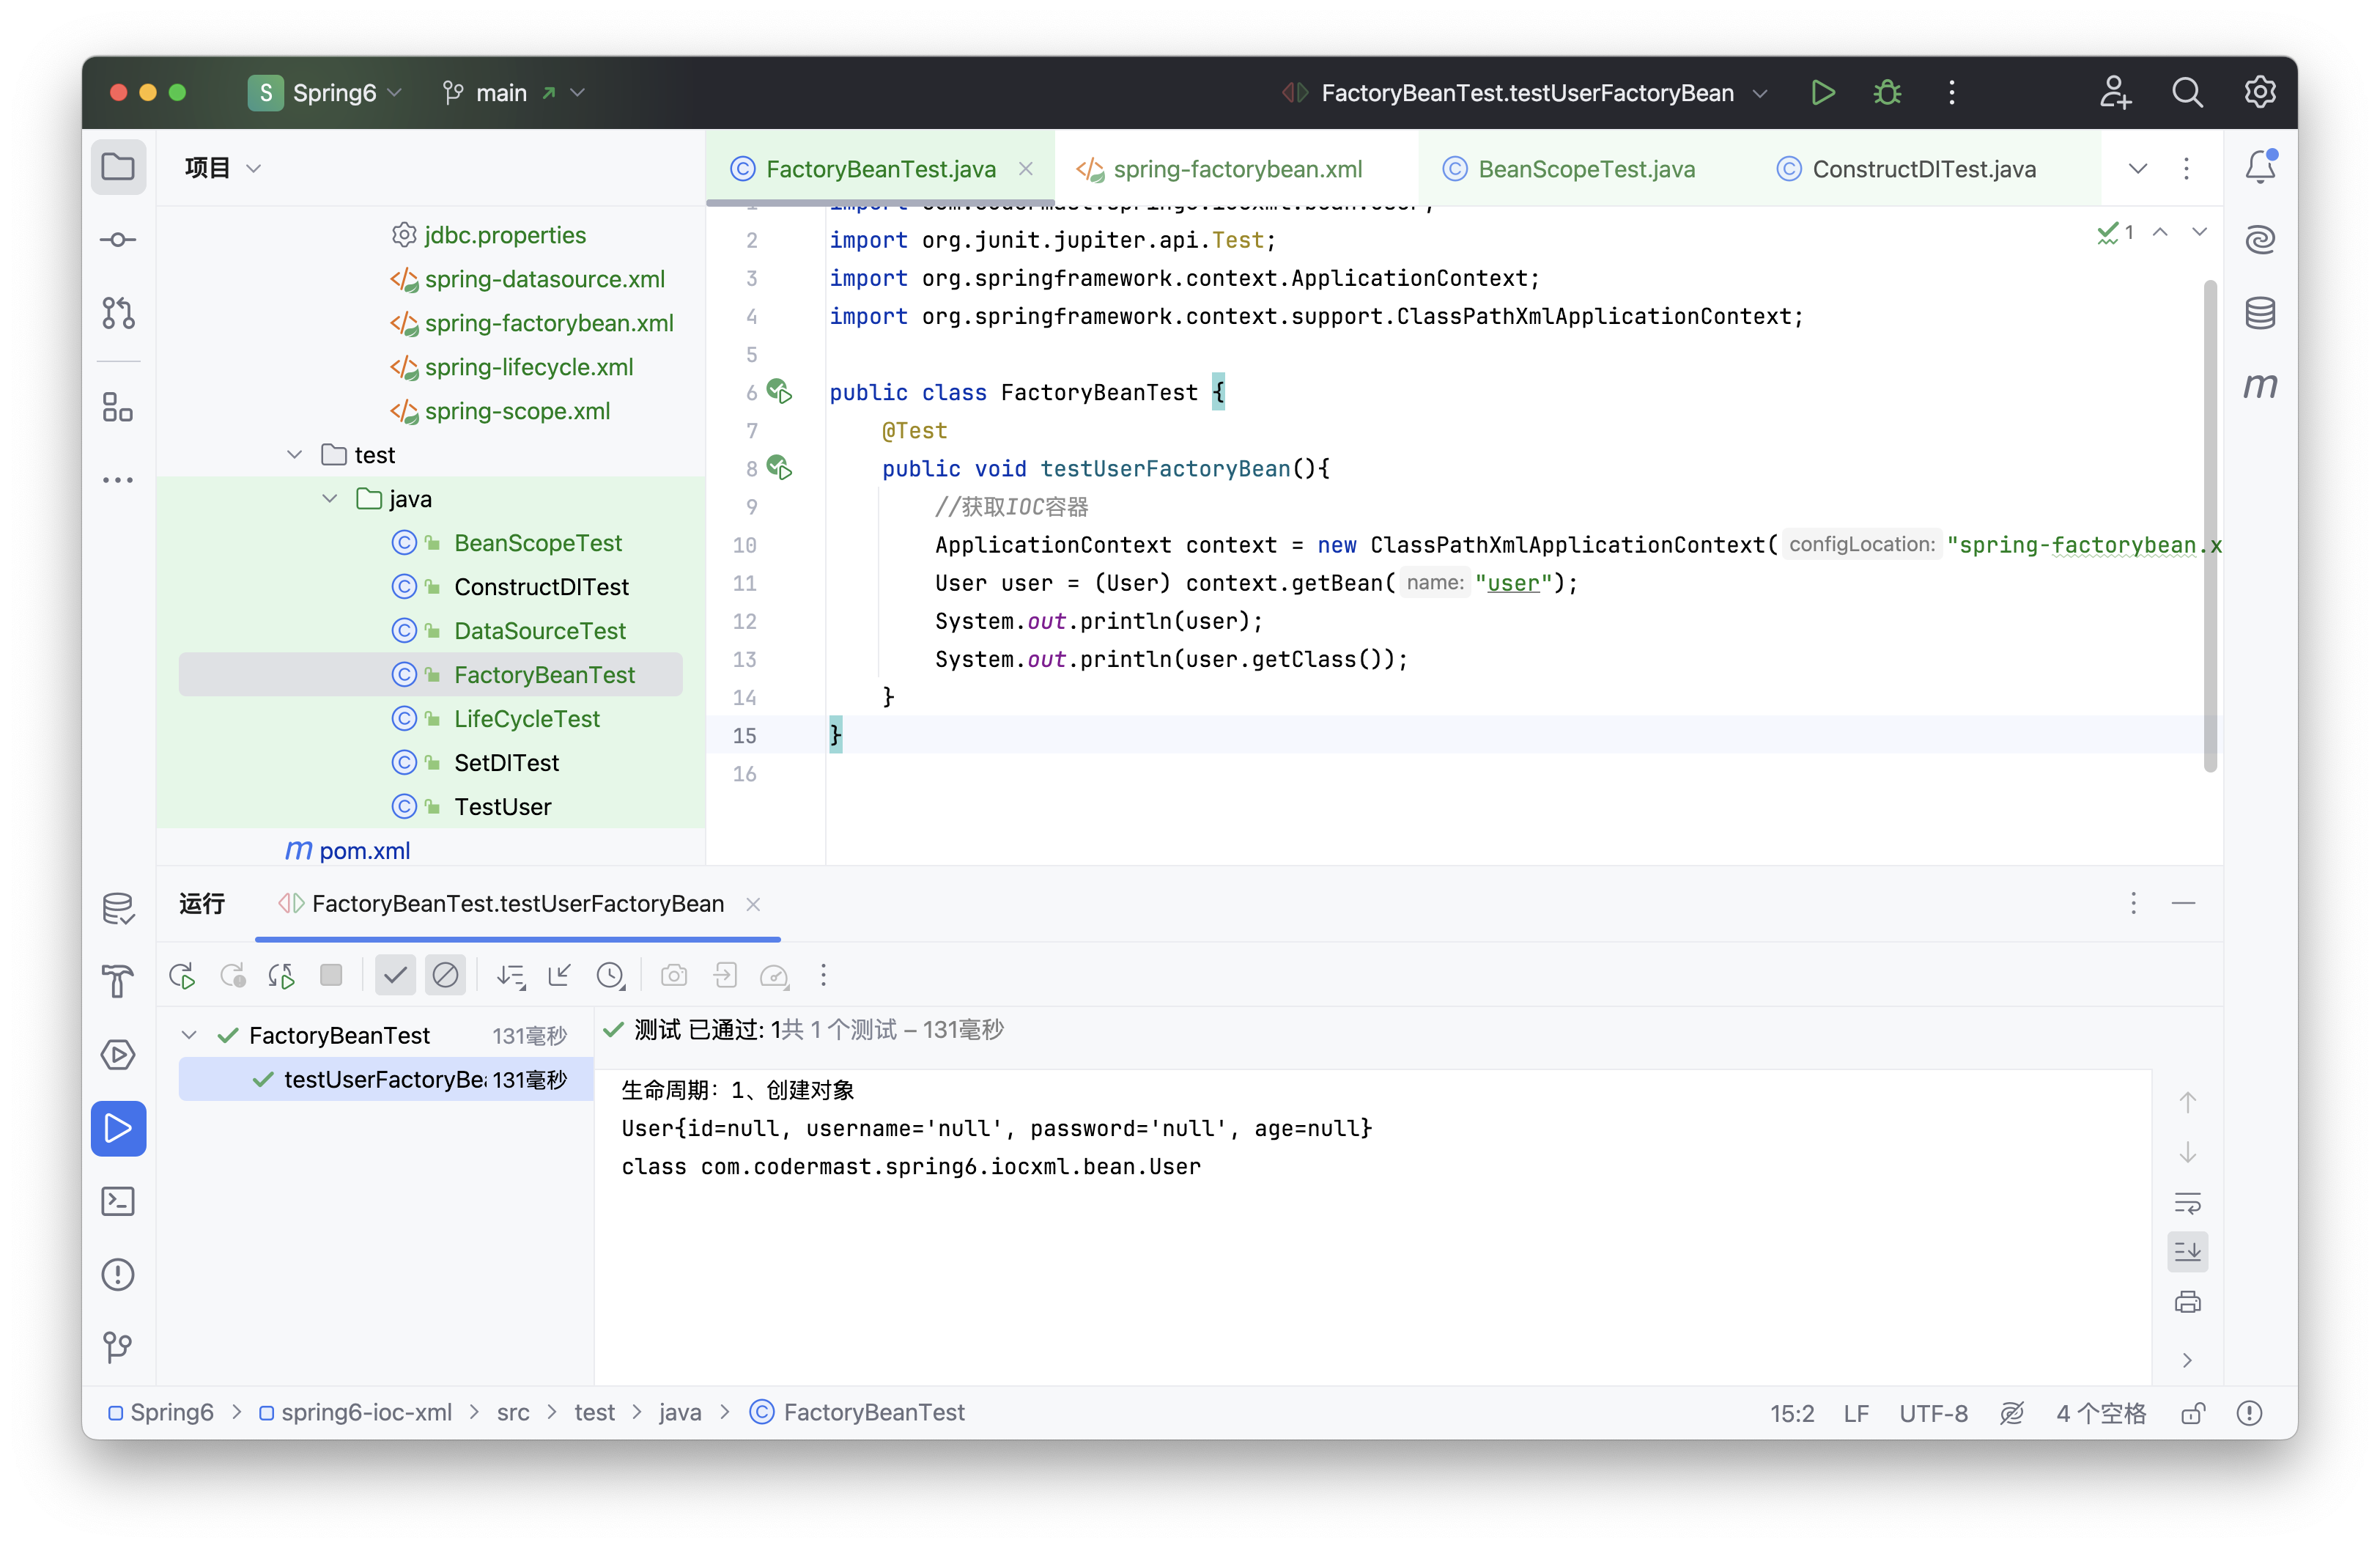 S Spring6 main FactoryBeanTest.testUserFactoryBean
项目
FactoryBeanTest.java spring-factorybean.xml BeanScopeTest.java ConstructDITest.java
jdbc.properties
spring-datasource.xml
spring-factorybean.xml
spring-lifecycle.xml
spring-scope.xml
test
java
BeanScopeTest
ConstructDITest
DataSourceTest
FactoryBeanTest
LifeCycleTest
SetDITest
TestUser
m pom.xml
1 import com.codermast.spring6.iocxml.bean.User;
2 import org.junit.jupiter.api.Test;
3 import org.springframework.context.ApplicationContext;
4 import org.springframework.context.support.ClassPathXmlApplicationContext;
5
6 public class FactoryBeanTest {
7 @Test
8 public void testUserFactoryBean(){
9 //获取IOC容器
10 ApplicationContext context = new ClassPathXmlApplicationContext( configLocation: "spring-factorybean.x
11 User user = (User) context.getBean( name: "user");
12 System.out.println(user);
13 System.out.println(user.getClass());
14 }
15 }
16
1
m
运行 FactoryBeanTest.testUserFactoryBean
FactoryBeanTest 131毫秒
testUserFactoryBe 131毫秒
测试 已通过: 1共 1 个测试 – 131毫秒
生命周期：1、创建对象
User{id=null, username='null', password='null', age=null}
class com.codermast.spring6.iocxml.bean.User
Spring6 > spring6-ioc-xml > src > test > java > FactoryBeanTest
15:2 LF UTF-8 4 个空格